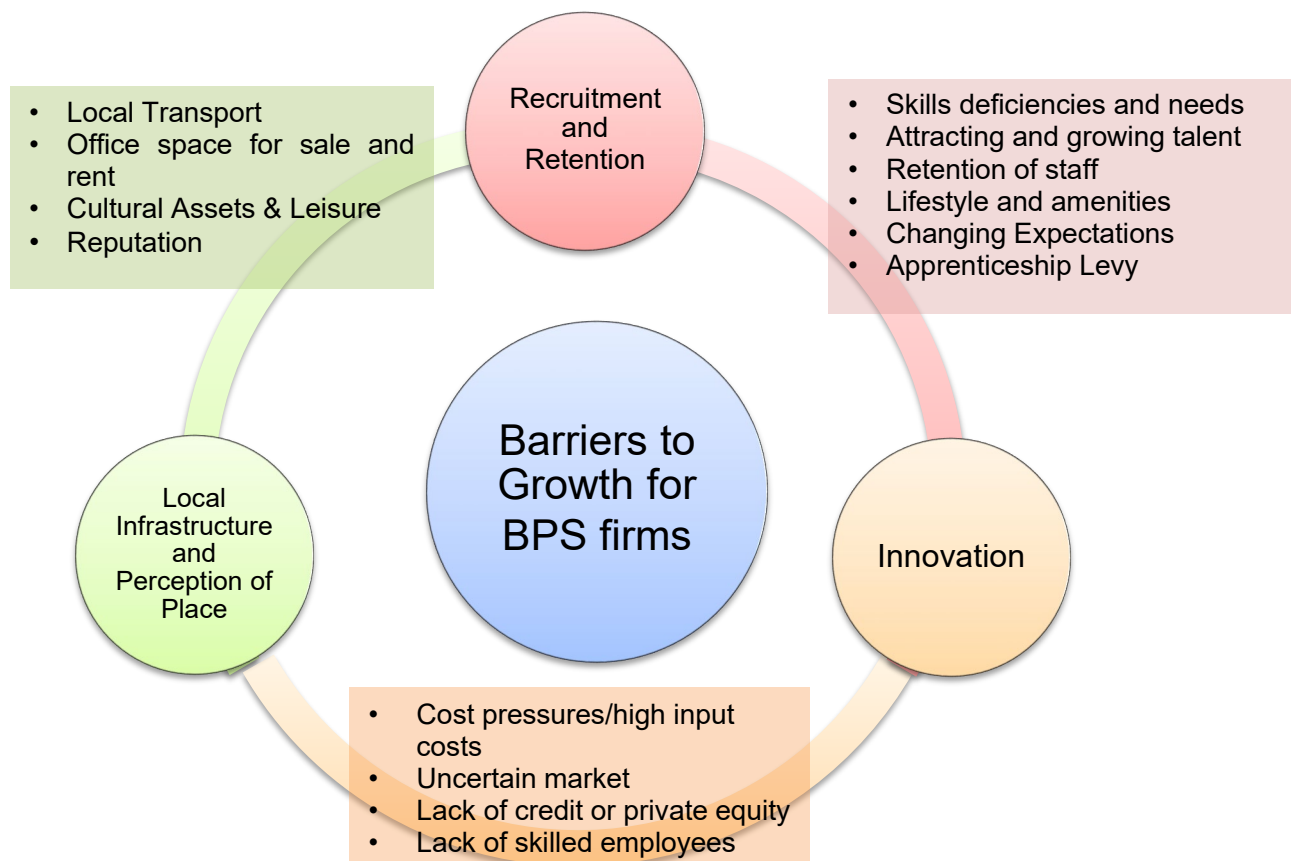 Recruitment
and
Retention
• Local Transport
• Office space for sale and
rent
• Cultural Assets & Leisure
• Reputation
• Skills deficiencies and needs
• Attracting and growing talent
• Retention of staff
• Lifestyle and amenities
• Changing Expectations
• Apprenticeship Levy
Barriers to
Growth for
BPS firms
Local
Infrastructure
and
Perception of
Place
Innovation
• Cost pressures/high input
costs
• Uncertain market
• Lack of credit or private equity
• Lack of skilled employees